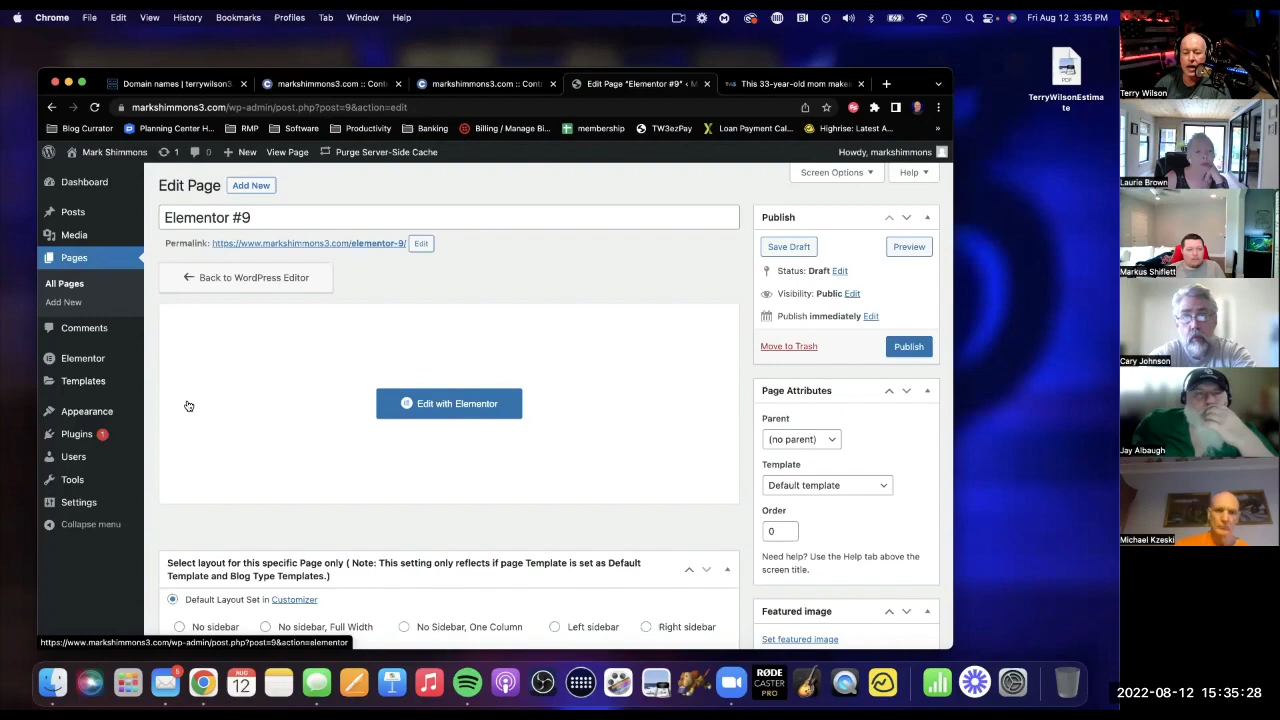 Chrome File Edit View History Bookmarks Profiles Tab Window Help
Fri Aug 12 3:35 PM
Domain names | terrywilson3.
markshimmons3.com :: Contr
markshimmons3.com :: Contr
Edit Page "Elementor #9" ‹ M
This 33-year-old mom make
markshimmons3.com/wp-admin/post.php?post=9&action=edit
Blog Currator
Planning Center H...
RMP
Software
Productivity
Banking
Billing / Manage Bi...
membership
TW3ezPay
Loan Payment Cal...
Highrise: Latest A...
»
Mark Shimmons
1
0
+ New
View Page
Purge Server-Side Cache
Howdy, markshimmons
Dashboard
Posts
Media
Pages
All Pages
Add New
Comments
Elementor
Templates
Appearance
Plugins 1
Users
Tools
Settings
Collapse menu
Screen Options
Help
Edit Page
Add New
Elementor #9
Permalink: https://www.markshimmons3.com/elementor-9/ Edit
Back to WordPress Editor
Edit with Elementor
Select layout for this specific Page only ( Note: This setting only reflects if page Template is set as Default
Template and Blog Type Templates.)
Default Layout Set in Customizer
No sidebar
No sidebar, Full Width
No Sidebar, One Column
Left sidebar
Right sidebar
Publish
Save Draft
Preview
Status: Draft Edit
Visibility: Public Edit
Publish immediately Edit
Move to Trash
Publish
Page Attributes
Parent
(no parent)
Template
Default template
Order
0
Need help? Use the Help tab above the
screen title.
Featured image
Set featured image
https://www.markshimmons3.com/wp-admin/post.php?post=9&action=elementor
PDF
TerryWilsonEstima
te
Terry Wilson
Laurie Brown
Markus Shiflett
Cary Johnson
Jay Albaugh
Michael Kzeski
AUG
12
RØDE
CASTER
PRO
2022-08-12 15:35:28